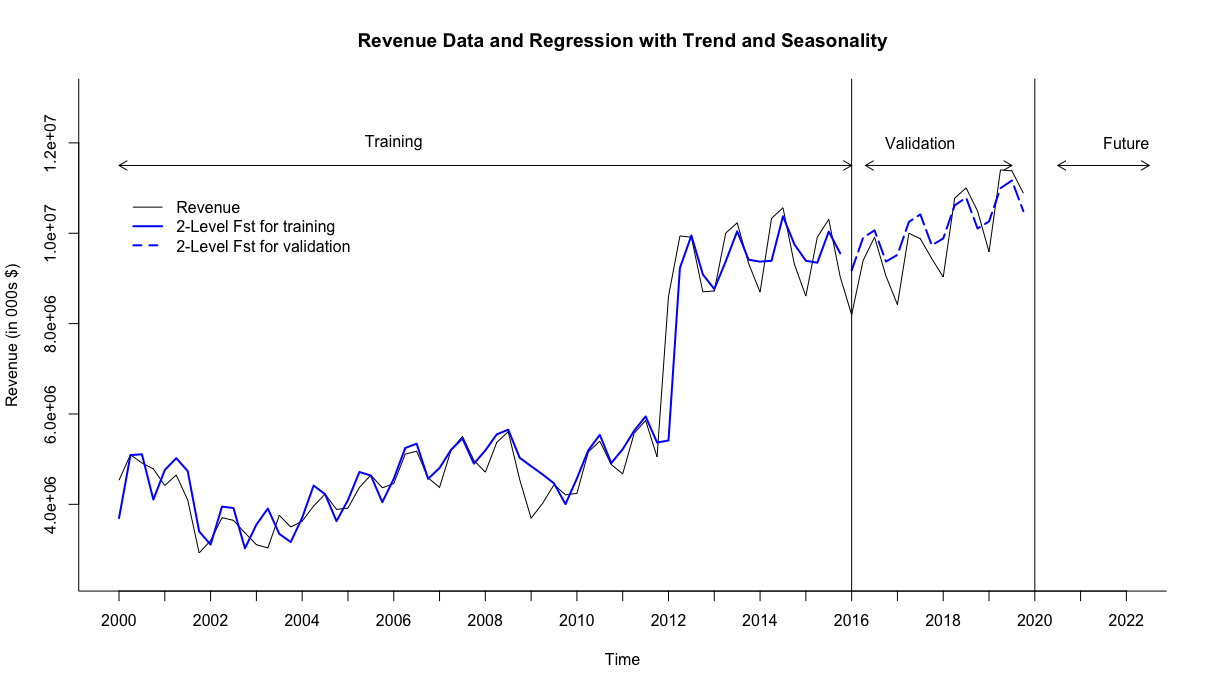 Revenue Data and Regression with Trend and Seasonality
Training
Validation
Future
Revenue
2-Level Fst for training
2-Level Fst for validation
1.2e+07
1.0e+07
8.0e+06
6.0e+06
4.0e+06
Revenue (in 000s $)
2000 2002 2004 2006 2008 2010 2012 2014 2016 2018 2020 2022
Time